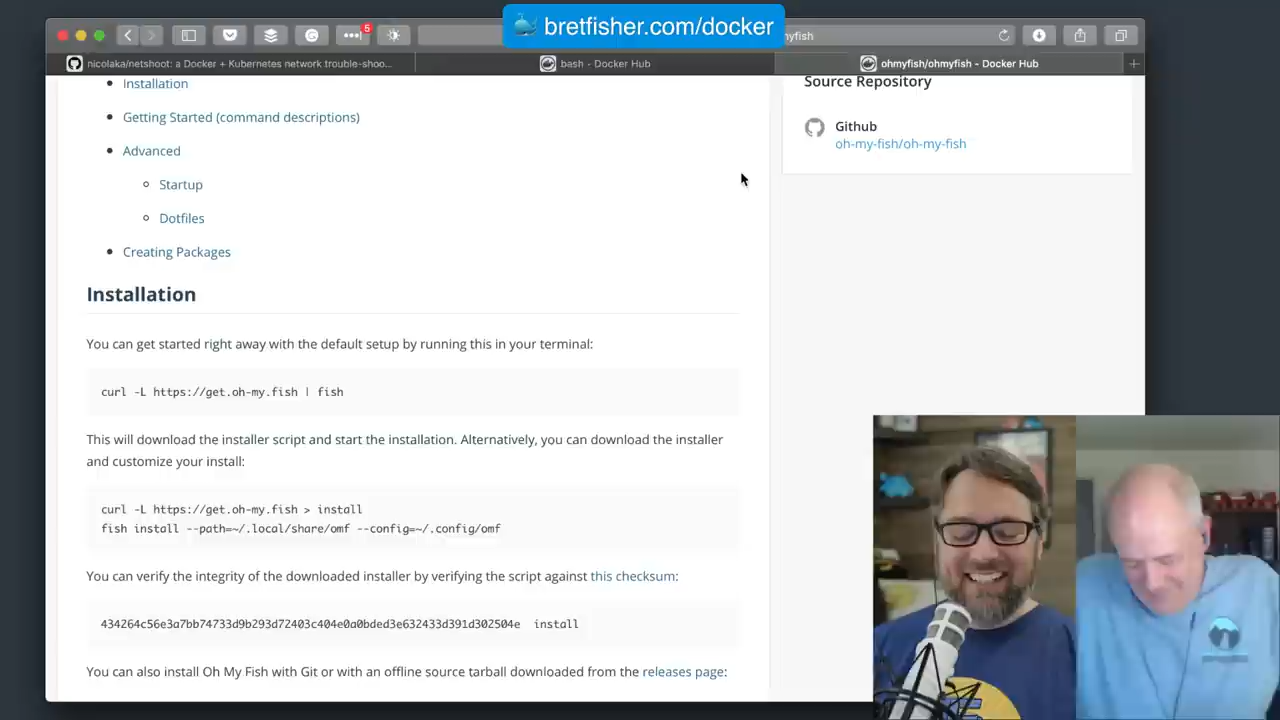 bretfisher.com/docker
5
myfish
nicolaka/netshoot: a Docker + Kubernetes network trouble-shoo...
bash - Docker Hub
ohmyfish/ohmyfish - Docker Hub
Installation
Getting Started (command descriptions)
Advanced
Startup
Dotfiles
Creating Packages
Source Repository
Github
oh-my-fish/oh-my-fish
Installation
You can get started right away with the default setup by running this in your terminal:
curl -L https://get.oh-my.fish | fish
This will download the installer script and start the installation. Alternatively, you can download the installer
and customize your install:
curl -L https://get.oh-my.fish > install
fish install --path=~/.local/share/omf --config=~/.config/omf
You can verify the integrity of the downloaded installer by verifying the script against this checksum:
434264c56e3a7bb74733d9b293d72403c404e0a0bded3e632433d391d302504e install
You can also install Oh My Fish with Git or with an offline source tarball downloaded from the releases page: